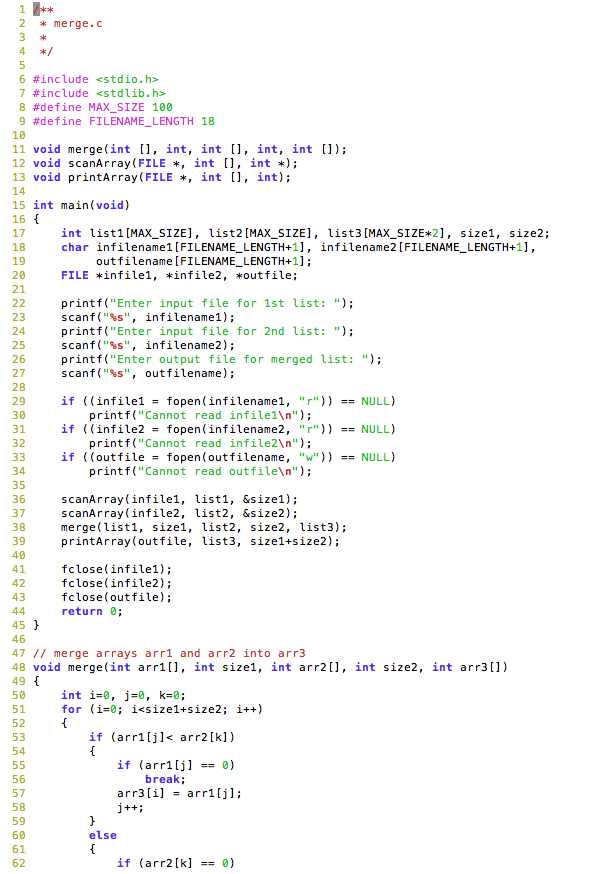 1 /**
2  * merge.c
3  *
4  */
5
6 #include <stdio.h>
7 #include <stdlib.h>
8 #define MAX_SIZE 100
9 #define FILENAME_LENGTH 18
10
11 void merge(int [], int, int [], int, int []);
12 void scanArray(FILE *, int [], int *);
13 void printArray(FILE *, int [], int);
14
15 int main(void)
16 {
17     int list1[MAX_SIZE], list2[MAX_SIZE], list3[MAX_SIZE*2], size1, size2;
18     char infilename1[FILENAME_LENGTH+1], infilename2[FILENAME_LENGTH+1],
19          outfilename[FILENAME_LENGTH+1];
20     FILE *infile1, *infile2, *outfile;
21
22     printf("Enter input file for 1st list: ");
23     scanf("%s", infilename1);
24     printf("Enter input file for 2nd list: ");
25     scanf("%s", infilename2);
26     printf("Enter output file for merged list: ");
27     scanf("%s", outfilename);
28
29     if ((infile1 = fopen(infilename1, "r")) == NULL)
30         printf("Cannot read infile1\n");
31     if ((infile2 = fopen(infilename2, "r")) == NULL)
32         printf("Cannot read infile2\n");
33     if ((outfile = fopen(outfilename, "w")) == NULL)
34         printf("Cannot read outfile\n");
35
36     scanArray(infile1, list1, &size1);
37     scanArray(infile2, list2, &size2);
38     merge(list1, size1, list2, size2, list3);
39     printArray(outfile, list3, size1+size2);
40
41     fclose(infile1);
42     fclose(infile2);
43     fclose(outfile);
44     return 0;
45 }
46
47 // merge arrays arr1 and arr2 into arr3
48 void merge(int arr1[], int size1, int arr2[], int size2, int arr3[])
49 {
50     int i=0, j=0, k=0;
51     for (i=0; i<size1+size2; i++)
52     {
53         if (arr1[j]< arr2[k])
54         {
55             if (arr1[j] == 0)
56                 break;
57             arr3[i] = arr1[j];
58             j++;
59         }
60         else
61         {
62             if (arr2[k] == 0)